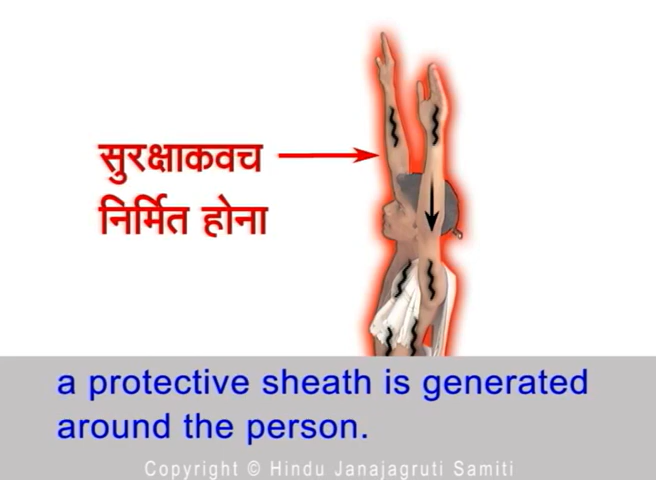 सुरक्षाकवच
निर्मित होना
a protective sheath is generated
around the person.
Copyright © Hindu Janajagruti Samiti